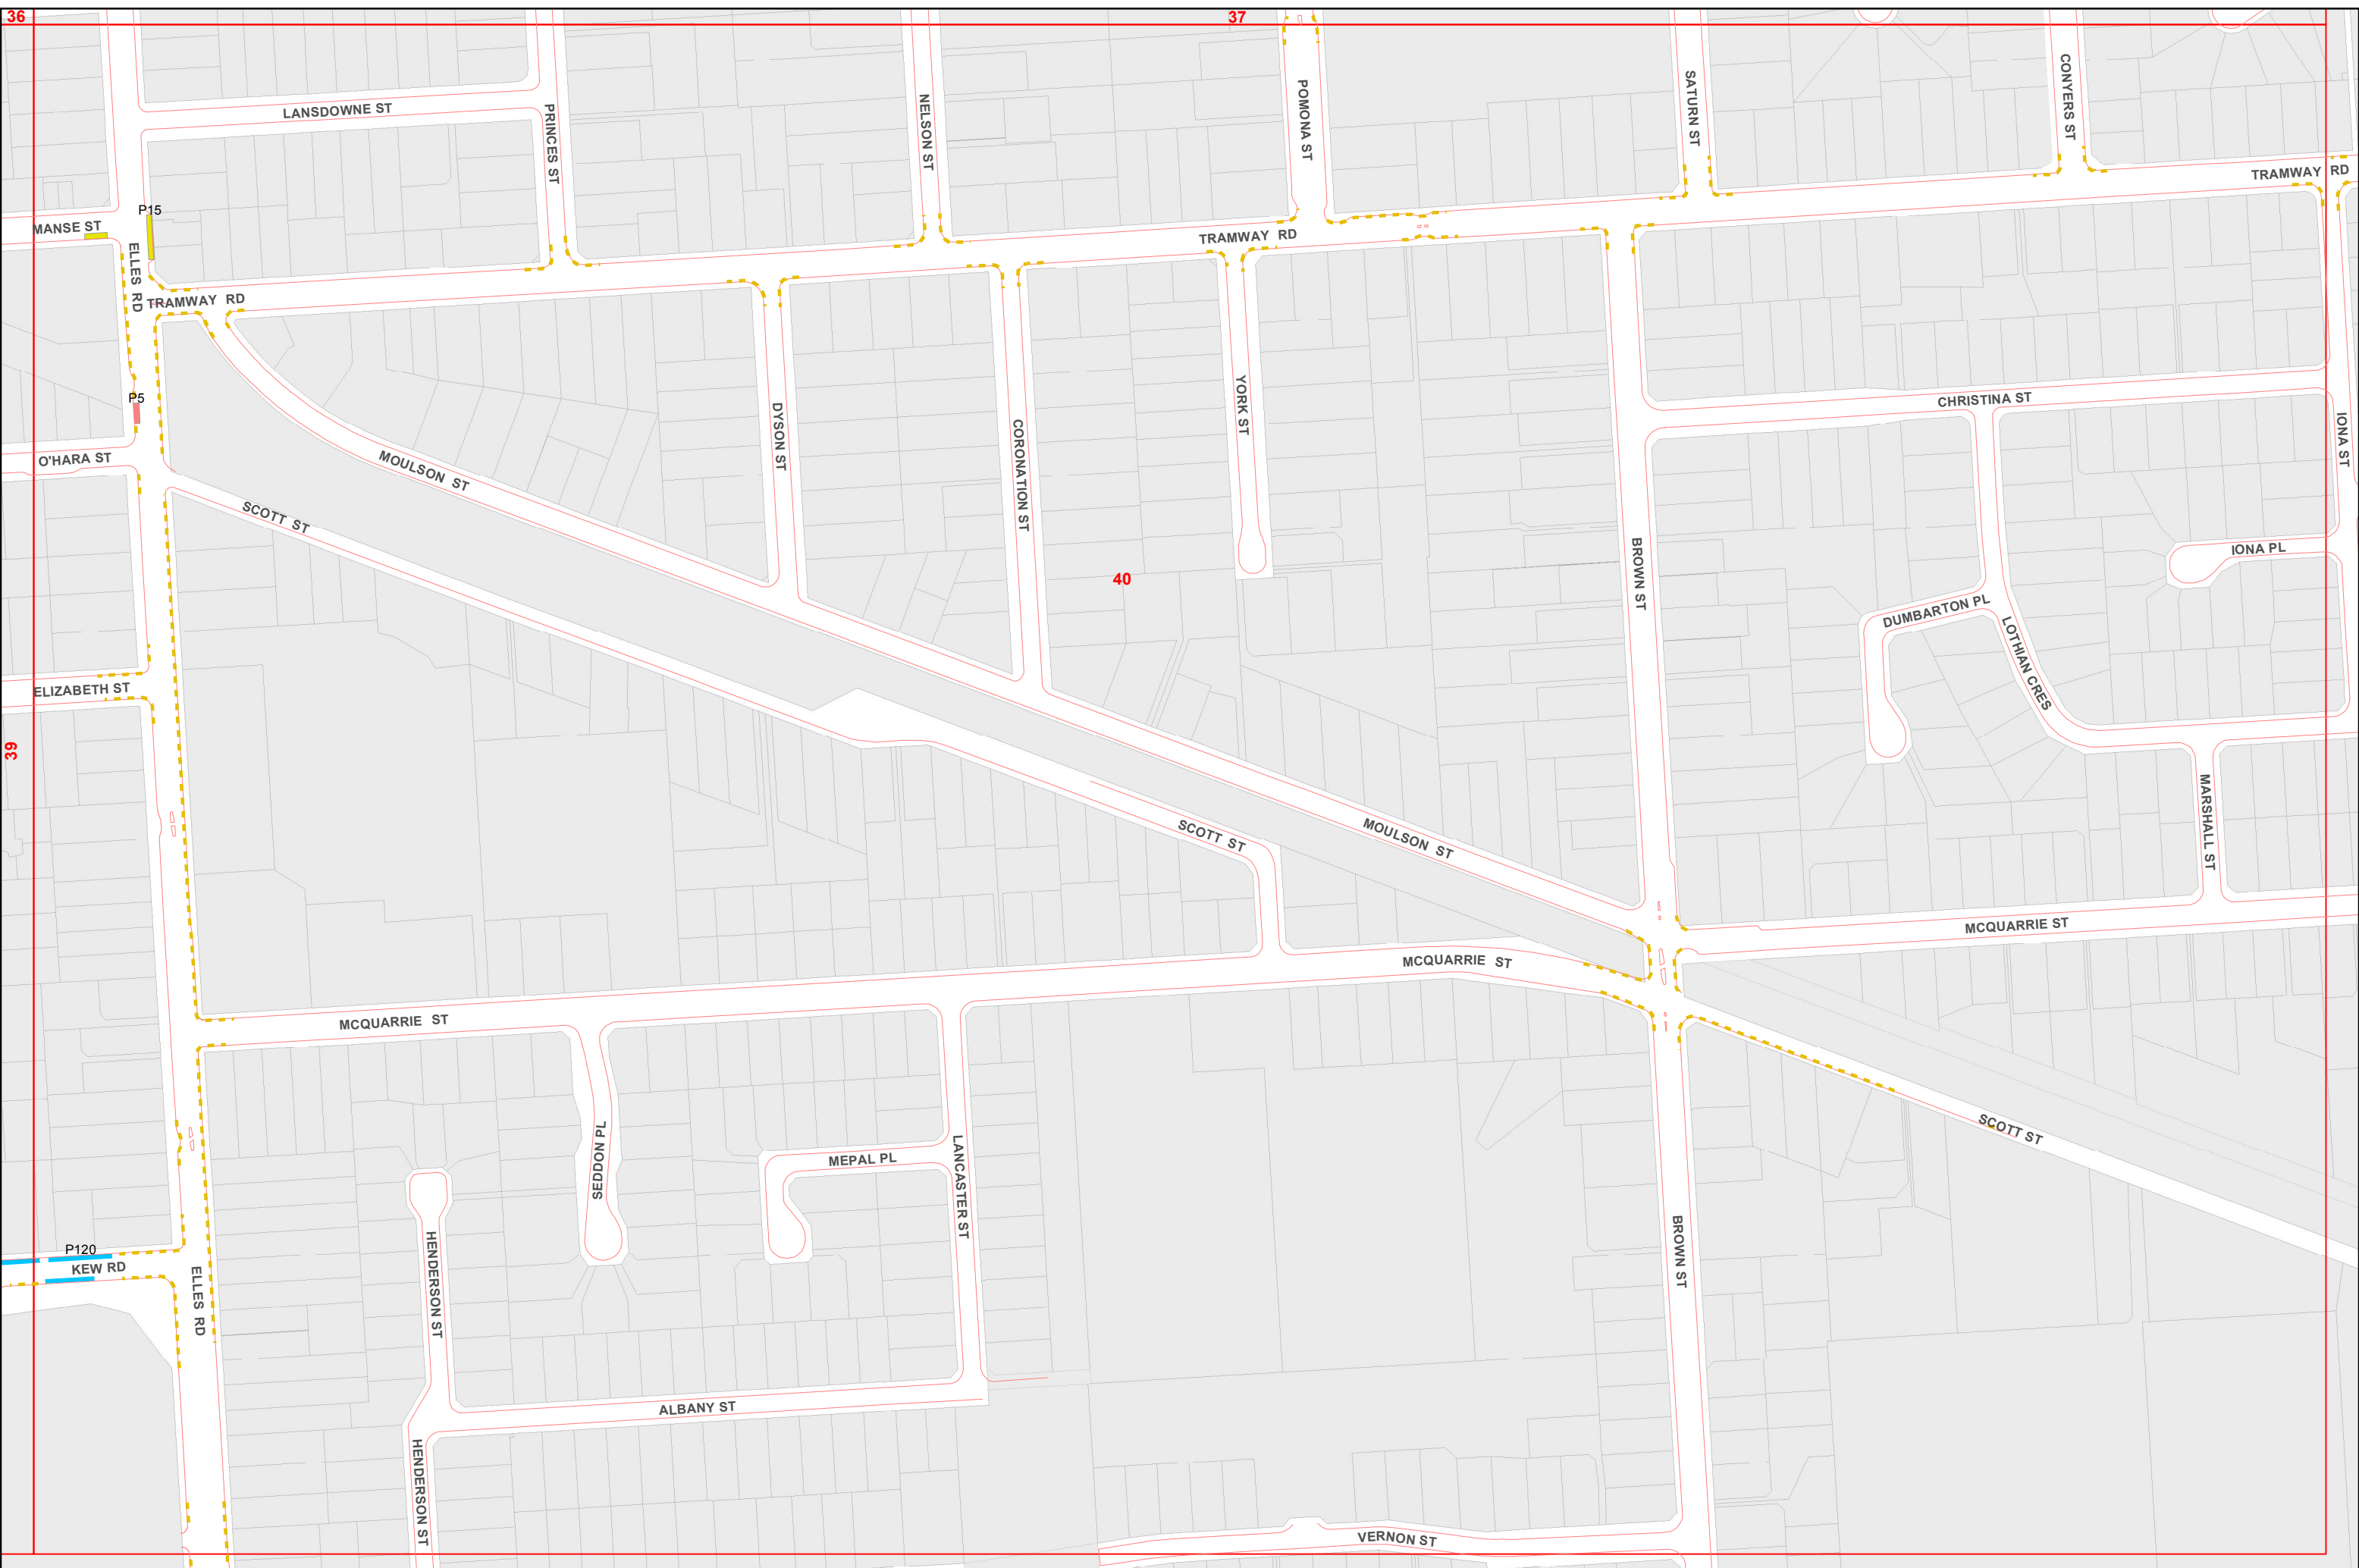 36
37
LANSDOWNE ST
PRINCES ST
NELSON ST
POMONA ST
SATURN ST
CONYERS ST
TRAMWAY RD
P15
MANSE ST
ELLES RD
TRAMWAY RD
TRAMWAY RD
P5
O'HARA ST
MOULSON ST
SCOTT ST
DYSON ST
CORONATION ST
YORK ST
CHRISTINA ST
IONA ST
BROWN ST
IONA PL
40
DUMBARTON PL
LOTHIAN CRES
ELIZABETH ST
39
MARSHALL ST
SCOTT ST
MOULSON ST
MCQUARRIE ST
MCQUARRIE ST
MCQUARRIE ST
SCOTT ST
SEDDON PL
MEPAL PL
LANCASTER ST
BROWN ST
P120
KEW RD
ELLES RD
HENDERSON ST
ALBANY ST
HENDERSON ST
VERNON ST